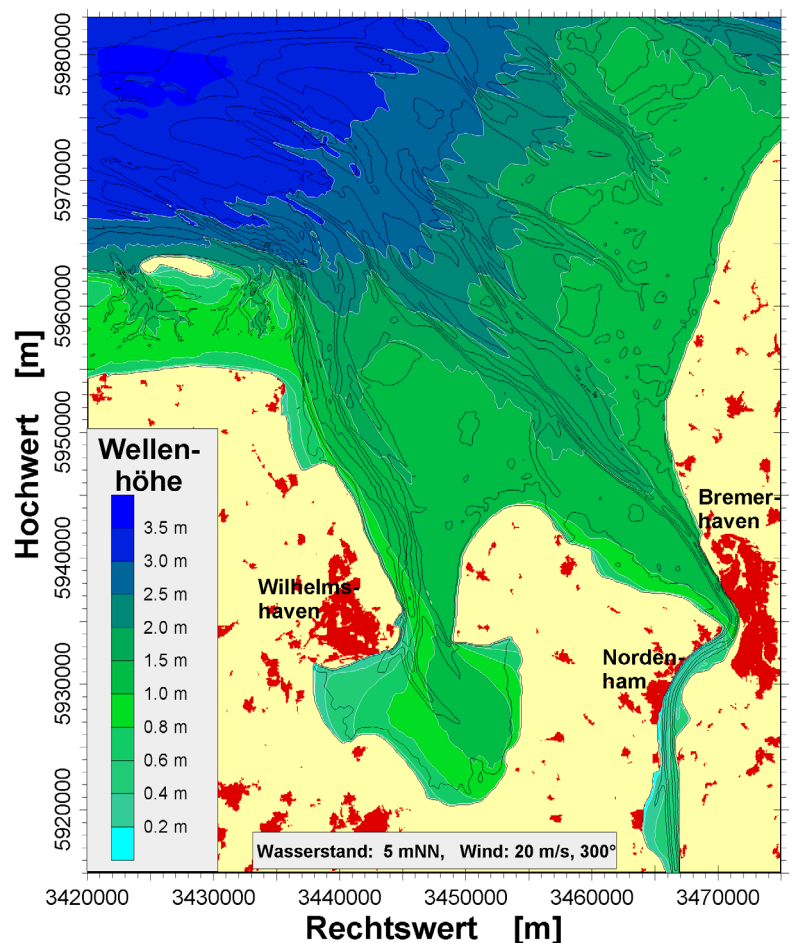 5980000
5970000
5960000
5950000
5940000
5930000
5920000
Hochwert [m]
Wellen-
höhe
3.5 m
3.0 m
2.5 m
2.0 m
1.5 m
1.0 m
0.8 m
0.6 m
0.4 m
0.2 m
Bremer-
haven
Wilhelms-
haven
Norden-
ham
Wasserstand: 5 mNN, Wind: 20 m/s, 300°
3420000 3430000 3440000 3450000 3460000 3470000
Rechtswert [m]